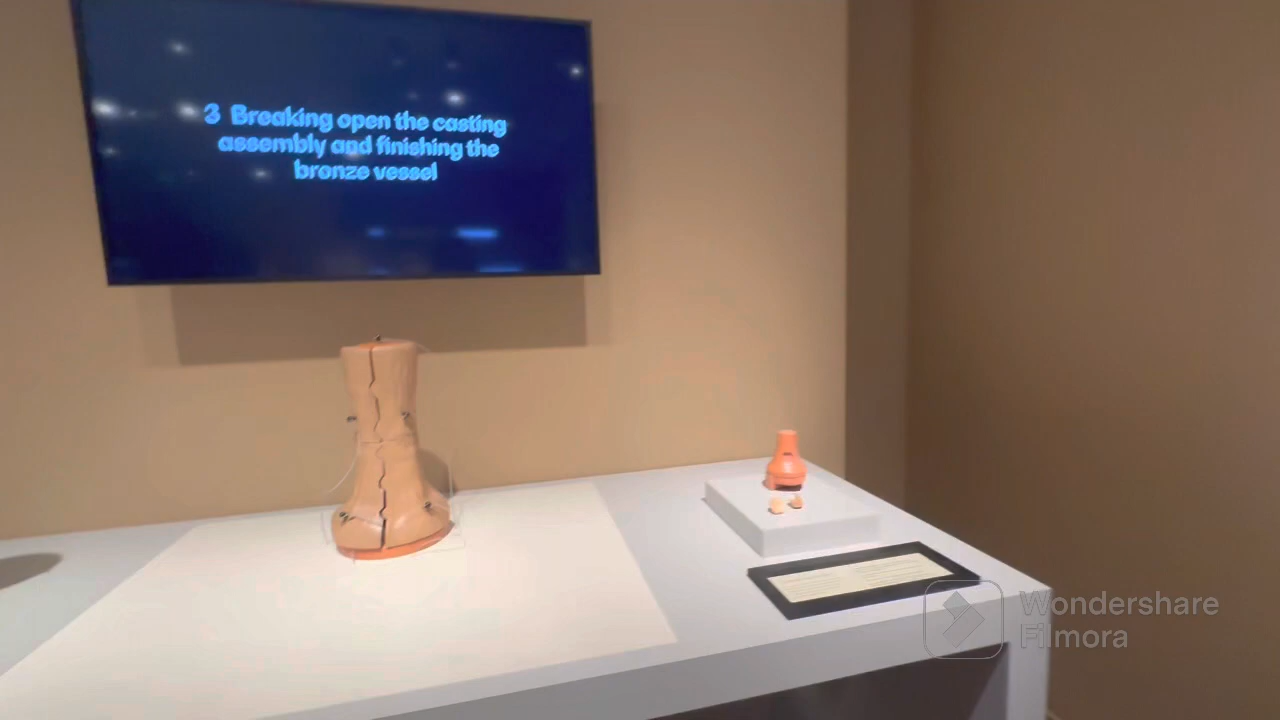 3 Breaking open the casting
assembly and finishing the
bronze vessel
Wondershare
Filmora